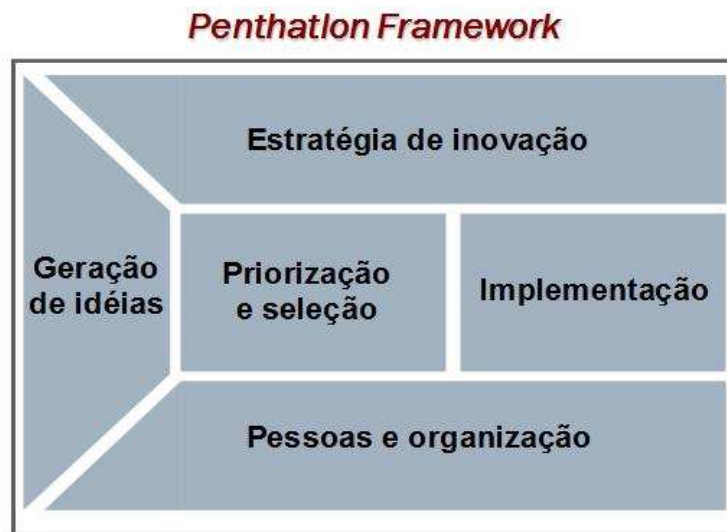 Penthatlon Framework
Estratégia de inovação
Geração
de idéias
Priorização
e seleção
Implementação
Pessoas e organização